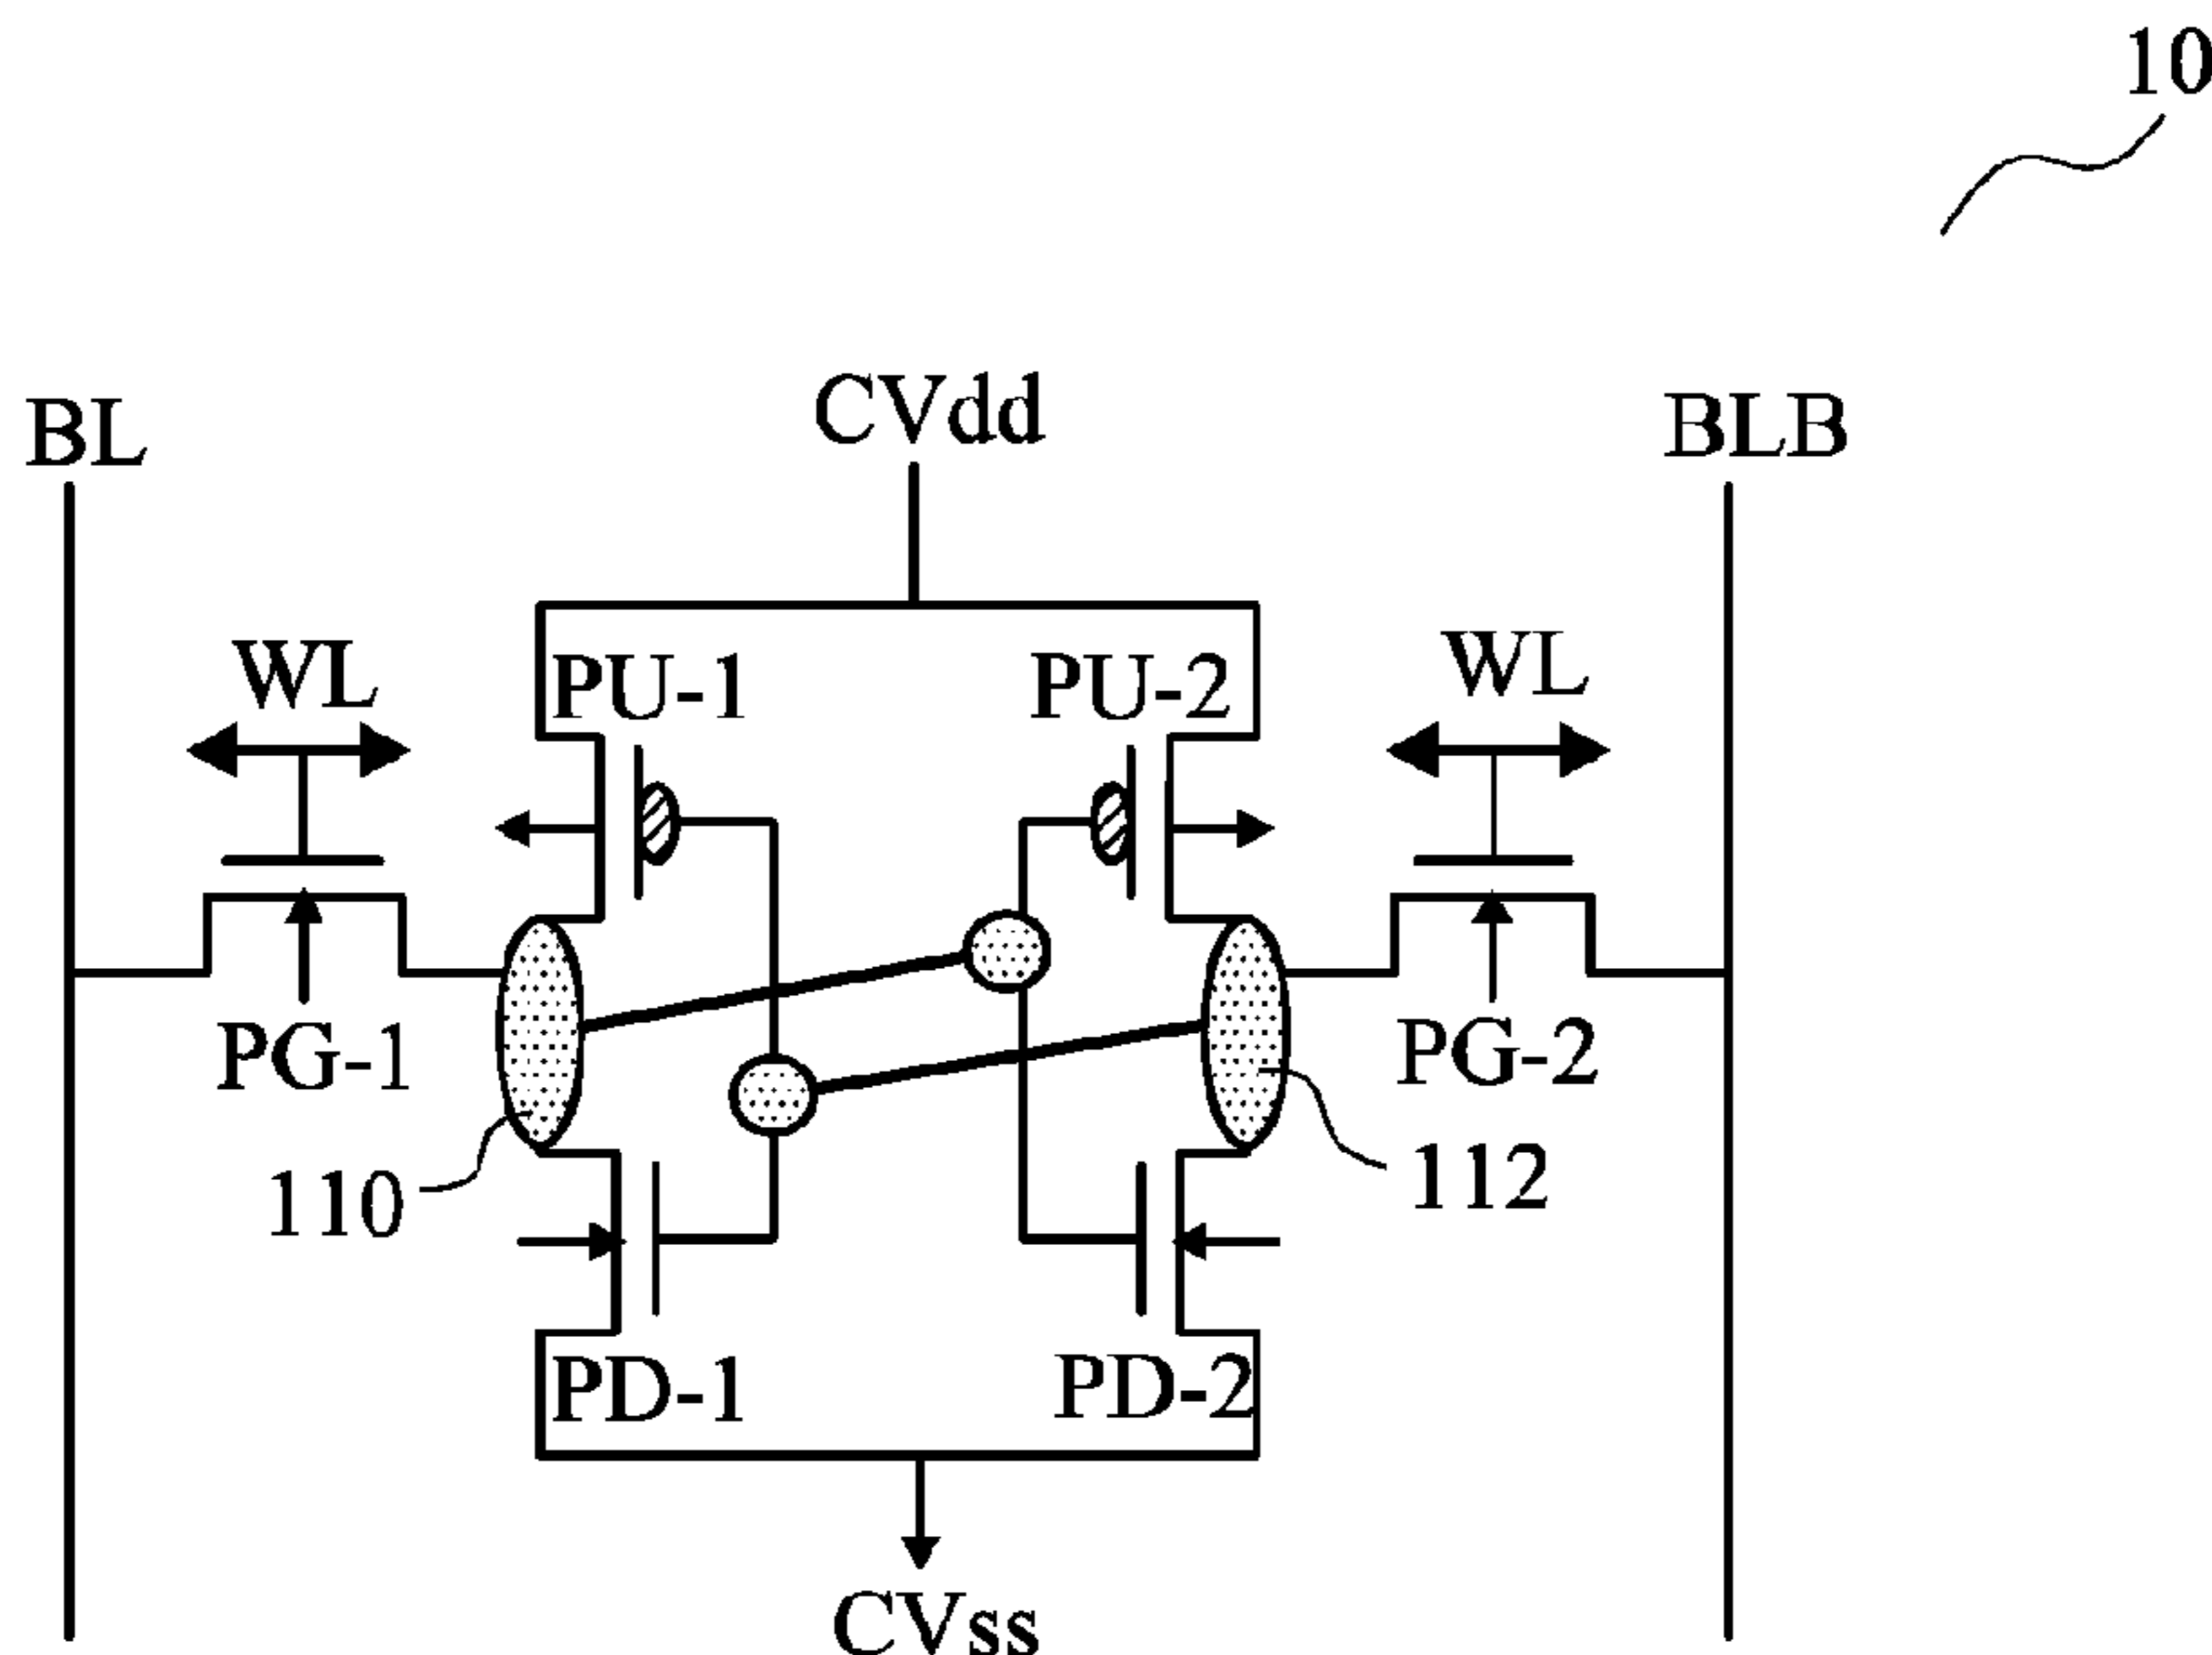 10
CVdd
BL
BLB
WL
PU-1
PU-2
WL
PG-1
PG-2
110
112
PD-1
PD-2
CVss